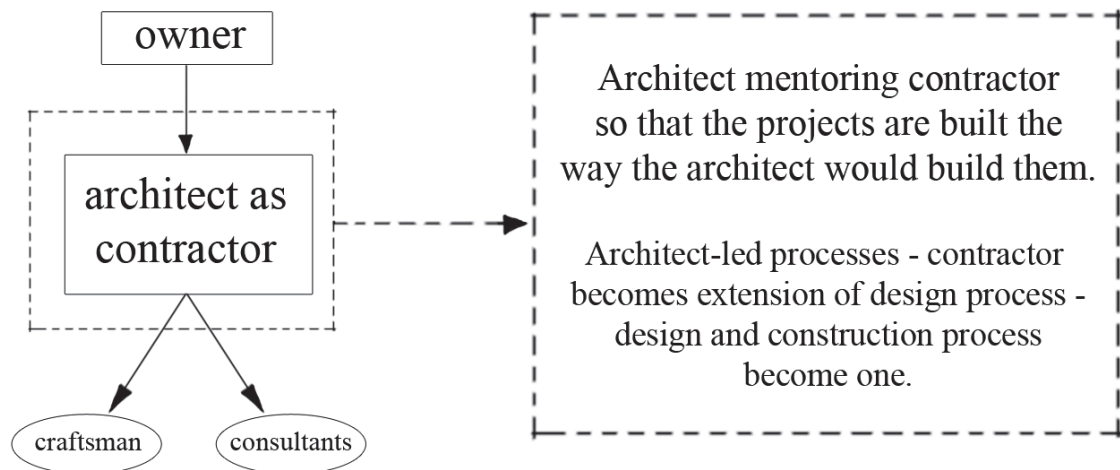 owner
architect as
contractor
craftsman
consultants
Architect mentoring contractor
so that the projects are built the
way the architect would build them.
Architect-led processes - contractor
becomes extension of design process -
design and construction process
become one.